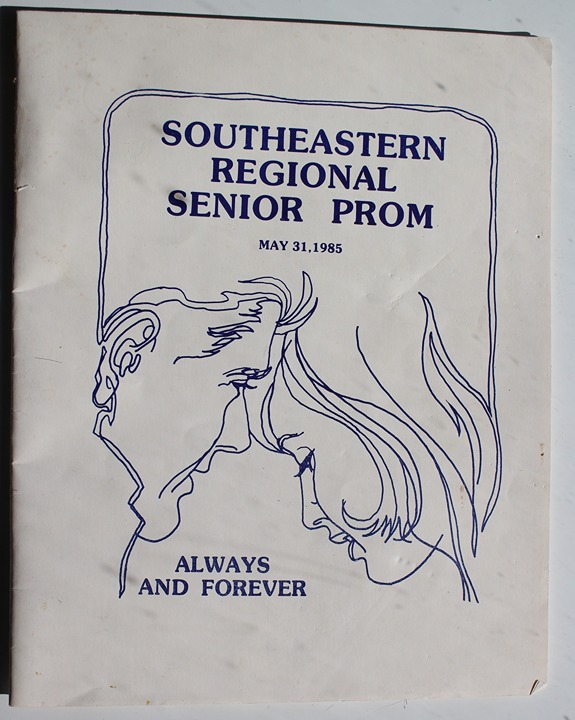 SOUTHEASTERN
REGIONAL
SENIOR PROM
MAY 31,1985
ALWAYS
AND FOREVER